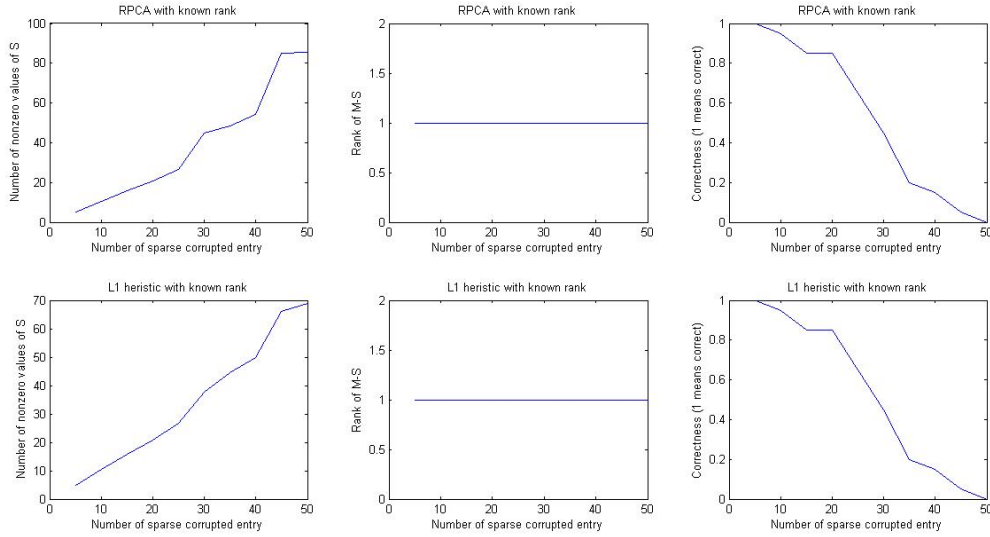 RPCA with known rank
Number of nonzero values of S
100
80
60
40
20
0
0 10 20 30 40 50
Number of sparse corrupted entry
RPCA with known rank
Rank of M-S
2
1.5
1
0.5
0
0 10 20 30 40 50
Number of sparse corrupted entry
RPCA with known rank
Correctness (1 means correct)
1
0.8
0.6
0.4
0.2
0
0 10 20 30 40 50
Number of sparse corrupted entry
L1 heristic with known rank
Number of nonzero values of S
70
60
50
40
30
20
10
0
0 10 20 30 40 50
Number of sparse corrupted entry
L1 heristic with known rank
Rank of M-S
2
1.5
1
0.5
0
0 10 20 30 40 50
Number of sparse corrupted entry
L1 heristic with known rank
Correctness (1 means correct)
1
0.8
0.6
0.4
0.2
0
0 10 20 30 40 50
Number of sparse corrupted entry